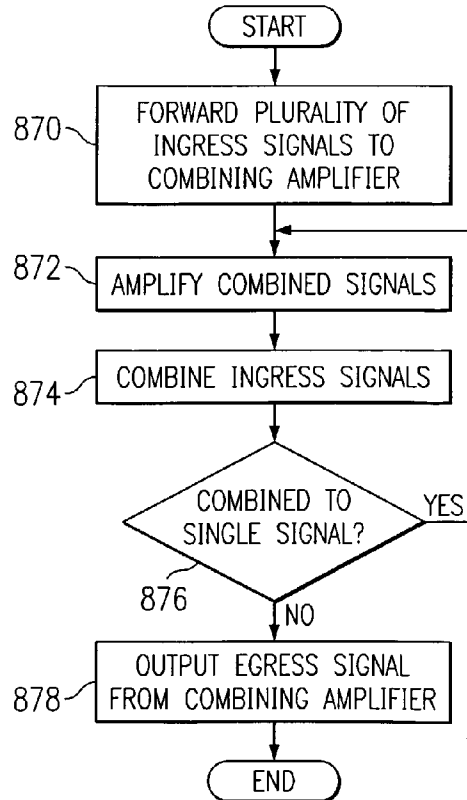 START
870
FORWARD PLURALITY OF
INGRESS SIGNALS TO
COMBINING AMPLIFIER
872
AMPLIFY COMBINED SIGNALS
874
COMBINE INGRESS SIGNALS
COMBINED TO
SINGLE SIGNAL?
YES
876
NO
878
OUTPUT EGRESS SIGNAL
FROM COMBINING AMPLIFIER
END